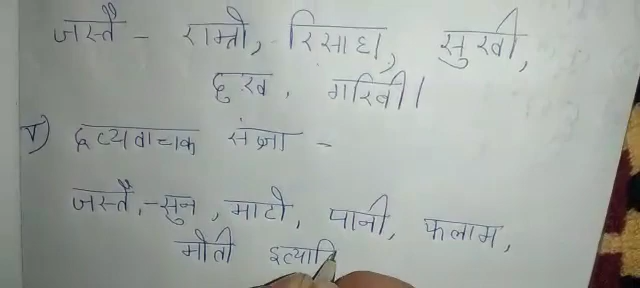 जस्तै - राम्रो, रिसाहा, सुखी,
दुःख, गरिबी।
द्रव्यवाचक संज्ञा -
जस्तै,- सुन, माटो, पानी, फलाम,
मोती इत्यादि